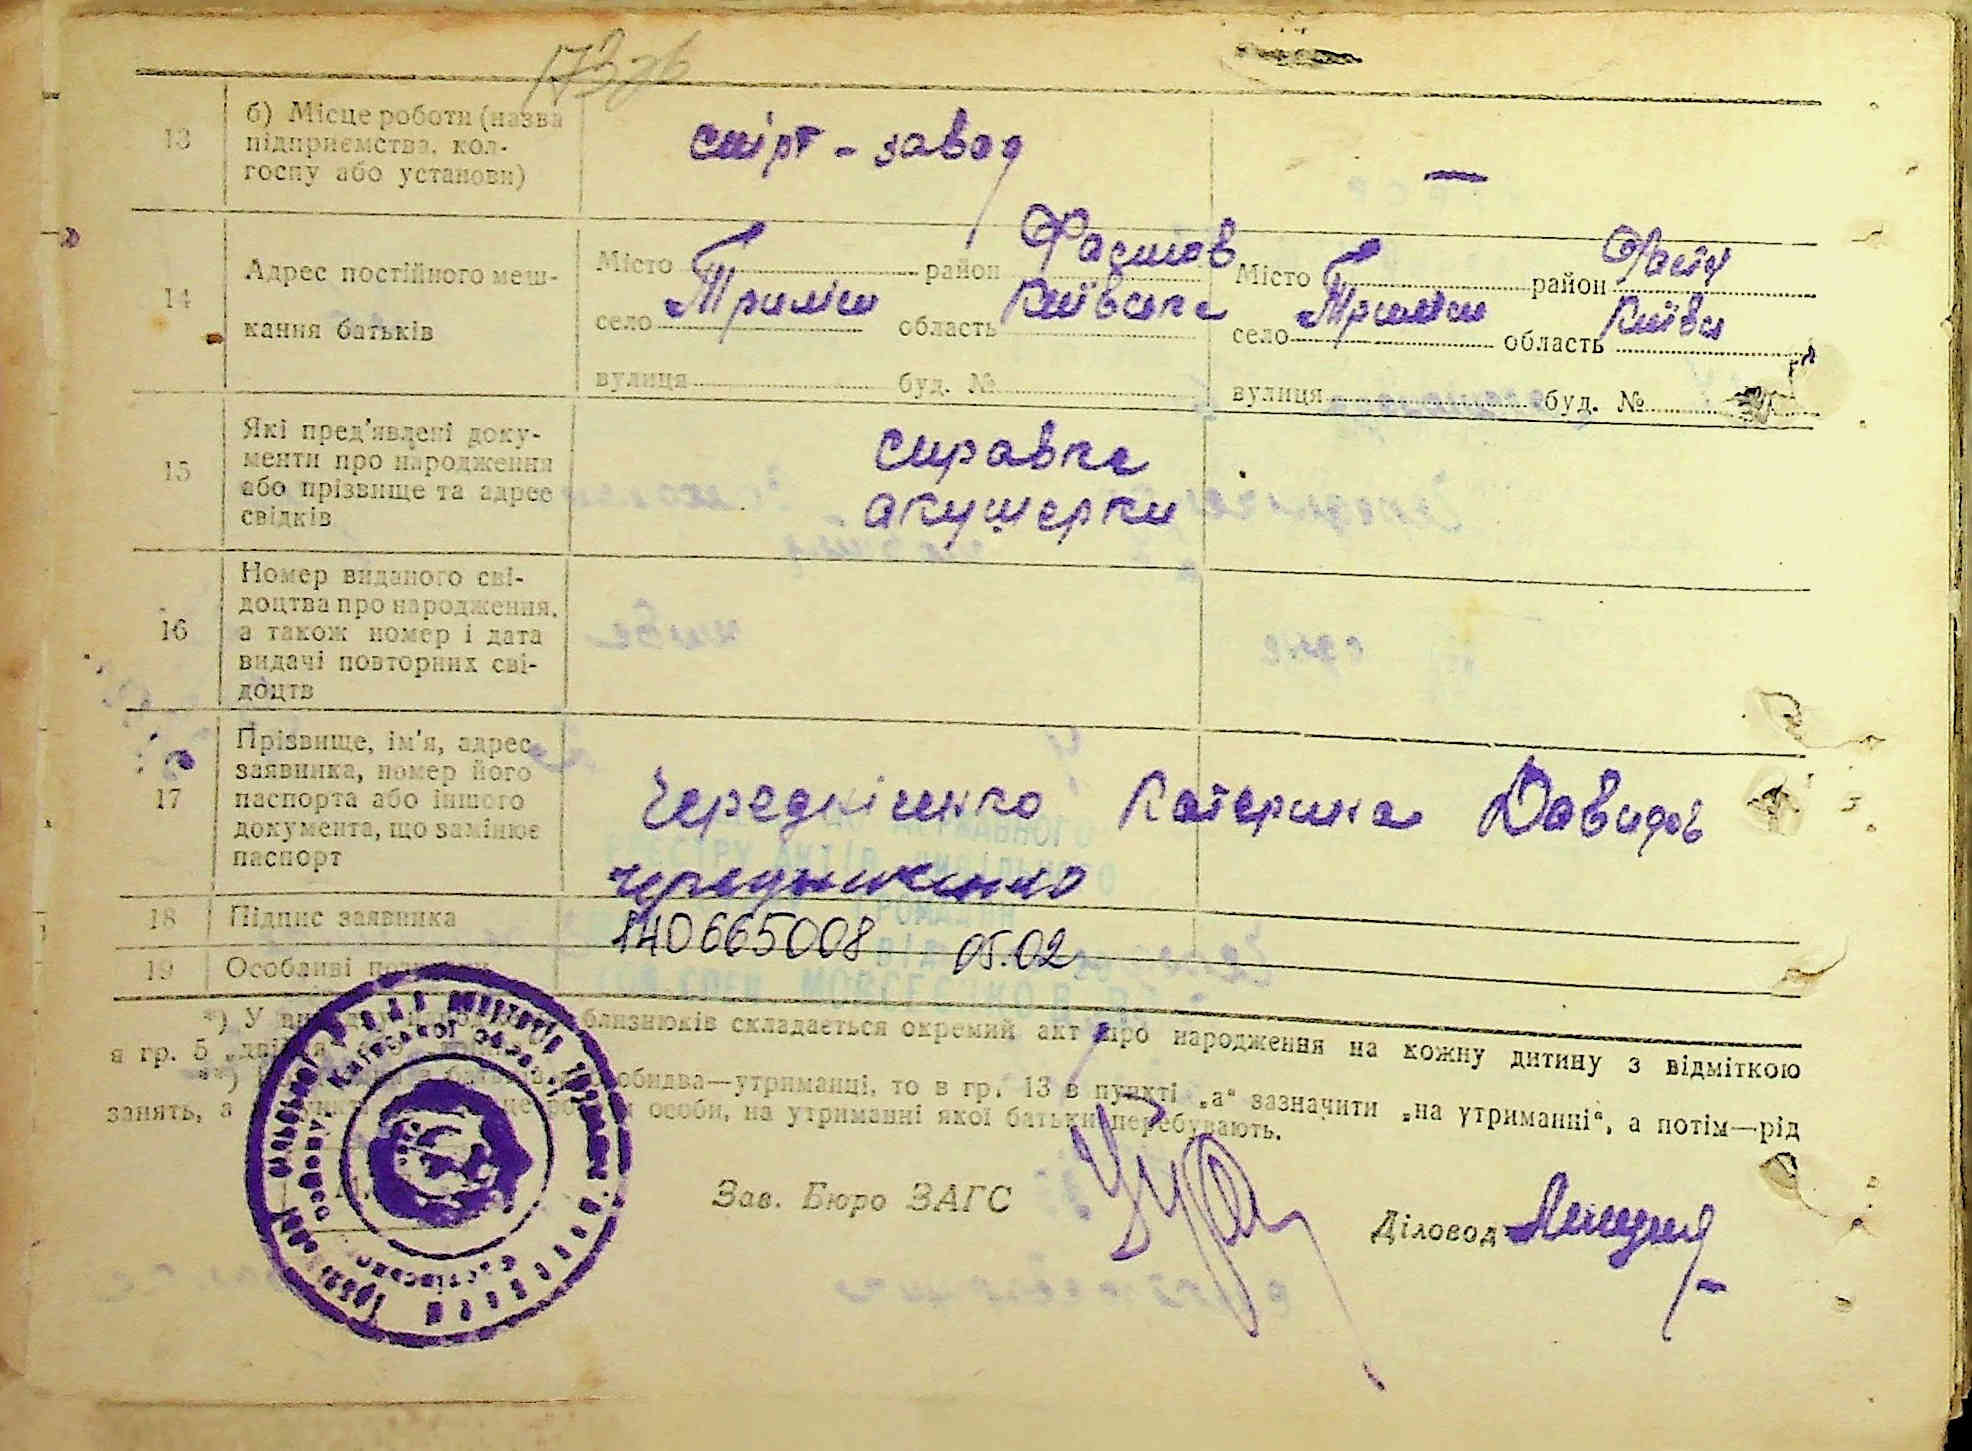 173 зв
13
б) Місце роботи (назва
підприємства, кол-
госпу або установи)
спірт - завод
—
14
Адрес постійного меш-
кання батьків
Місто район Фастів
село Триліси область Київська
вулиця буд. №
Місто район Фаст
село Триліси область Київськ
вулиця буд. №
15
Які пред'явлені доку-
менти про народження
або прізвище та адрес
свідків
справка
акушерки
16
Номер виданого сві-
доцтва про народження,
а також номер і дата
видачі повторних сві-
доцтв
17
Прізвище, ім'я, адрес
заявника, номер його
паспорта або іншого
документа, що замінює
паспорт
Чередніченко Катерина Давидов
18
Підпис заявника
Чередниченко
140665008 05.02
19
Особливі
*) У близнюків складається окремий акт про народження на кожну дитину з відміткою
в гр. 5
**) обидва—утриманці, то в гр. 13 в пункті „а“ зазначити „на утриманні“, а потім—рід
занять, а особи, на утриманні якої батьки перебувають.
Зав. Бюро ЗАГС
Діловод